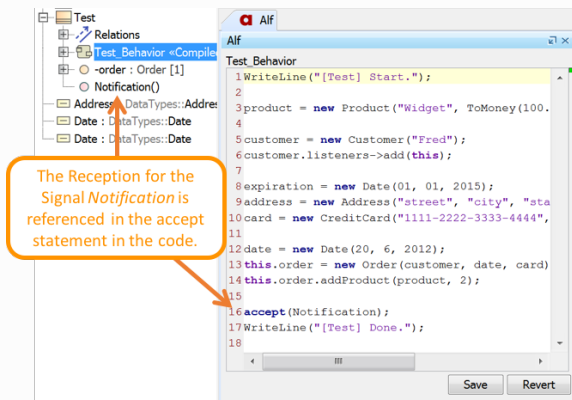 Test
Relations
Test_Behavior «Compile
-order : Order [1]
Notification()
Address DataTypes::Addre
Date : DataTypes::Date
Date : DataTypes::Date
The Reception for the
Signal Notification is
referenced in the accept
statement in the code.
Alf
Alf
Test_Behavior
1 WriteLine("[Test] Start.");
2
3 product = new Product("Widget", ToMoney(100.
4
5 customer = new Customer("Fred");
6 customer.listeners->add(this);
7
8 expiration = new Date(01, 01, 2015);
9 address = new Address("street", "city", "sta
10 card = new CreditCard("1111-2222-3333-4444",
11
12 date = new Date(20, 6, 2012);
13 this.order = new Order(customer, date, card)
14 this.order.addProduct(product, 2);
15
16 accept(Notification);
17 WriteLine("[Test] Done.");
18
Save Revert